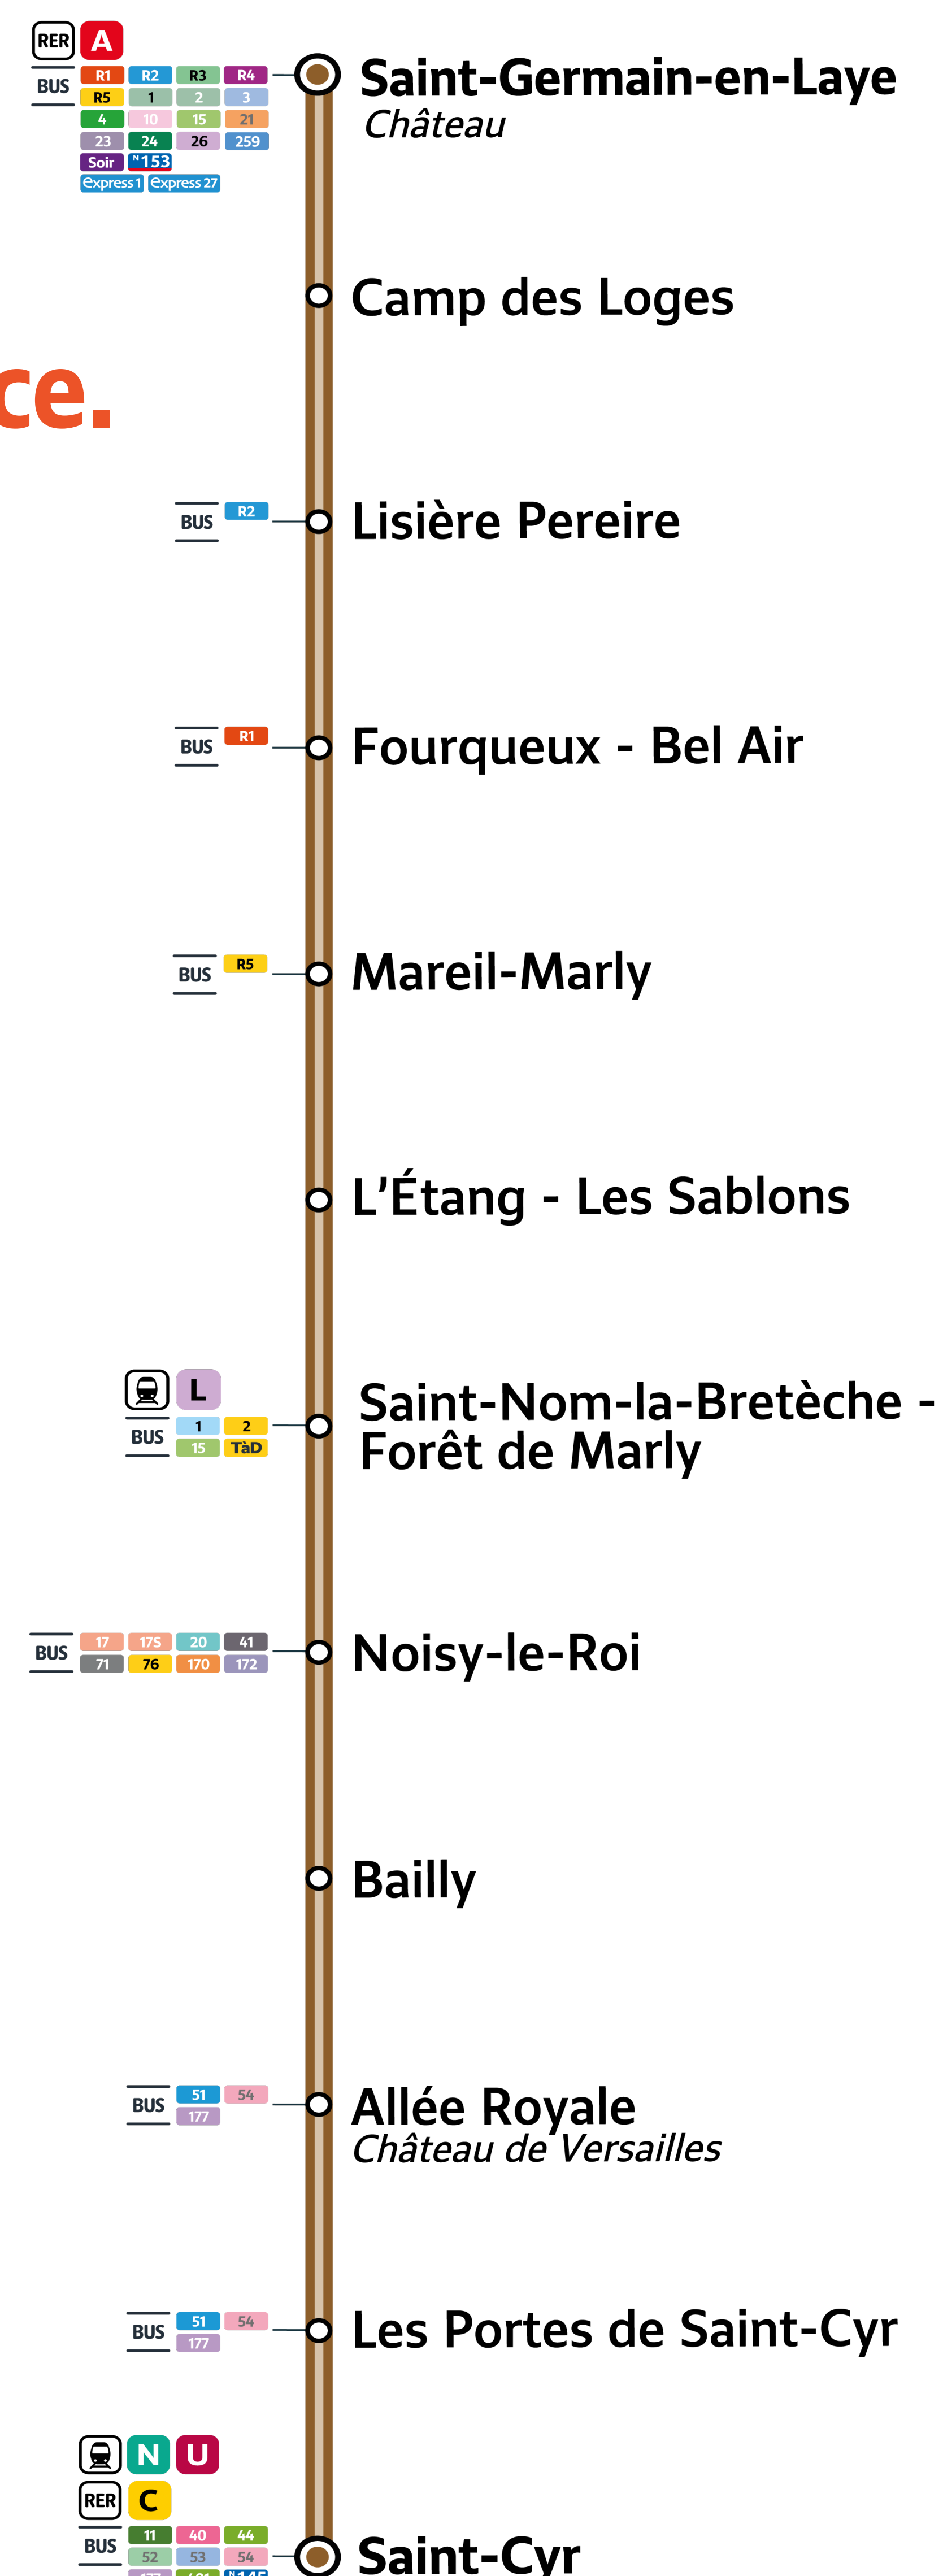 RER A
BUS R1 R2 R3 R4
R5 1 2 3
4 10 15 21
23 24 26 259
Soir N153
express 1 express 27
Saint-Germain-en-Laye
Château
Camp des Loges
ce.
BUS R2
Lisière Pereire
BUS R1
Fourqueux - Bel Air
BUS R5
Mareil-Marly
L'Étang - Les Sablons
L
BUS 1 2
15 TàD
Saint-Nom-la-Bretèche -
Forêt de Marly
BUS 17 17S 20 41
71 76 170 172
Noisy-le-Roi
Bailly
BUS 51 54
177
Allée Royale
Château de Versailles
BUS 51 54
177
Les Portes de Saint-Cyr
N U
RER C
BUS 11 40 44
52 53 54
Saint-Cyr